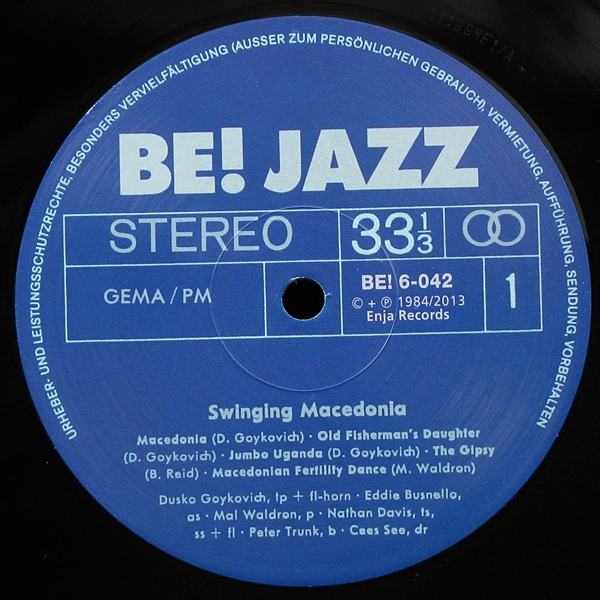 URHEBER- UND LEISTUNGSSCHUTZRECHTE, BESONDERS VERVIELFÄLTIGUNG (AUSSER ZUM PERSÖNLICHEN GEBRAUCH), VERMIETUNG, AUFFÜHRUNG, SENDUNG, VORBEHALTEN
BE! JAZZ
STEREO
33 1/3
GEMA / PM
BE! 6-042
© + ℗ 1984/2013
Enja Records
1
Swinging Macedonia
Macedonia (D. Goykovich) · Old Fisherman's Daughter
(D. Goykovich) · Jumbo Uganda (D. Goykovich) · The Gipsy
(B. Reid) · Macedonian Fertility Dance (M. Waldron)
Dusko Goykovich, tp + fl-horn · Eddie Busnello,
as · Mal Waldron, p · Nathan Davis, ts,
ss + fl · Peter Trunk, b · Cees See, dr